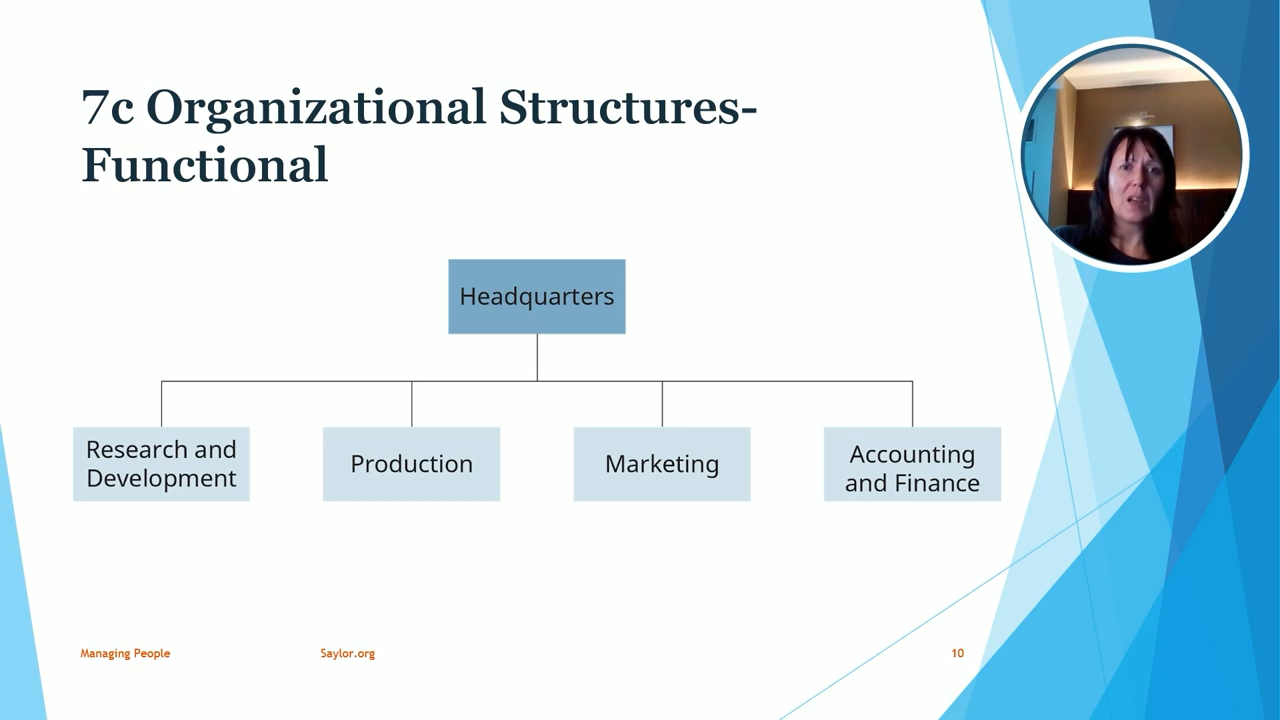 7c Organizational Structures-
Functional
Headquarters
Research and
Development
Production
Marketing
Accounting
and Finance
Managing People
Saylor.org
10